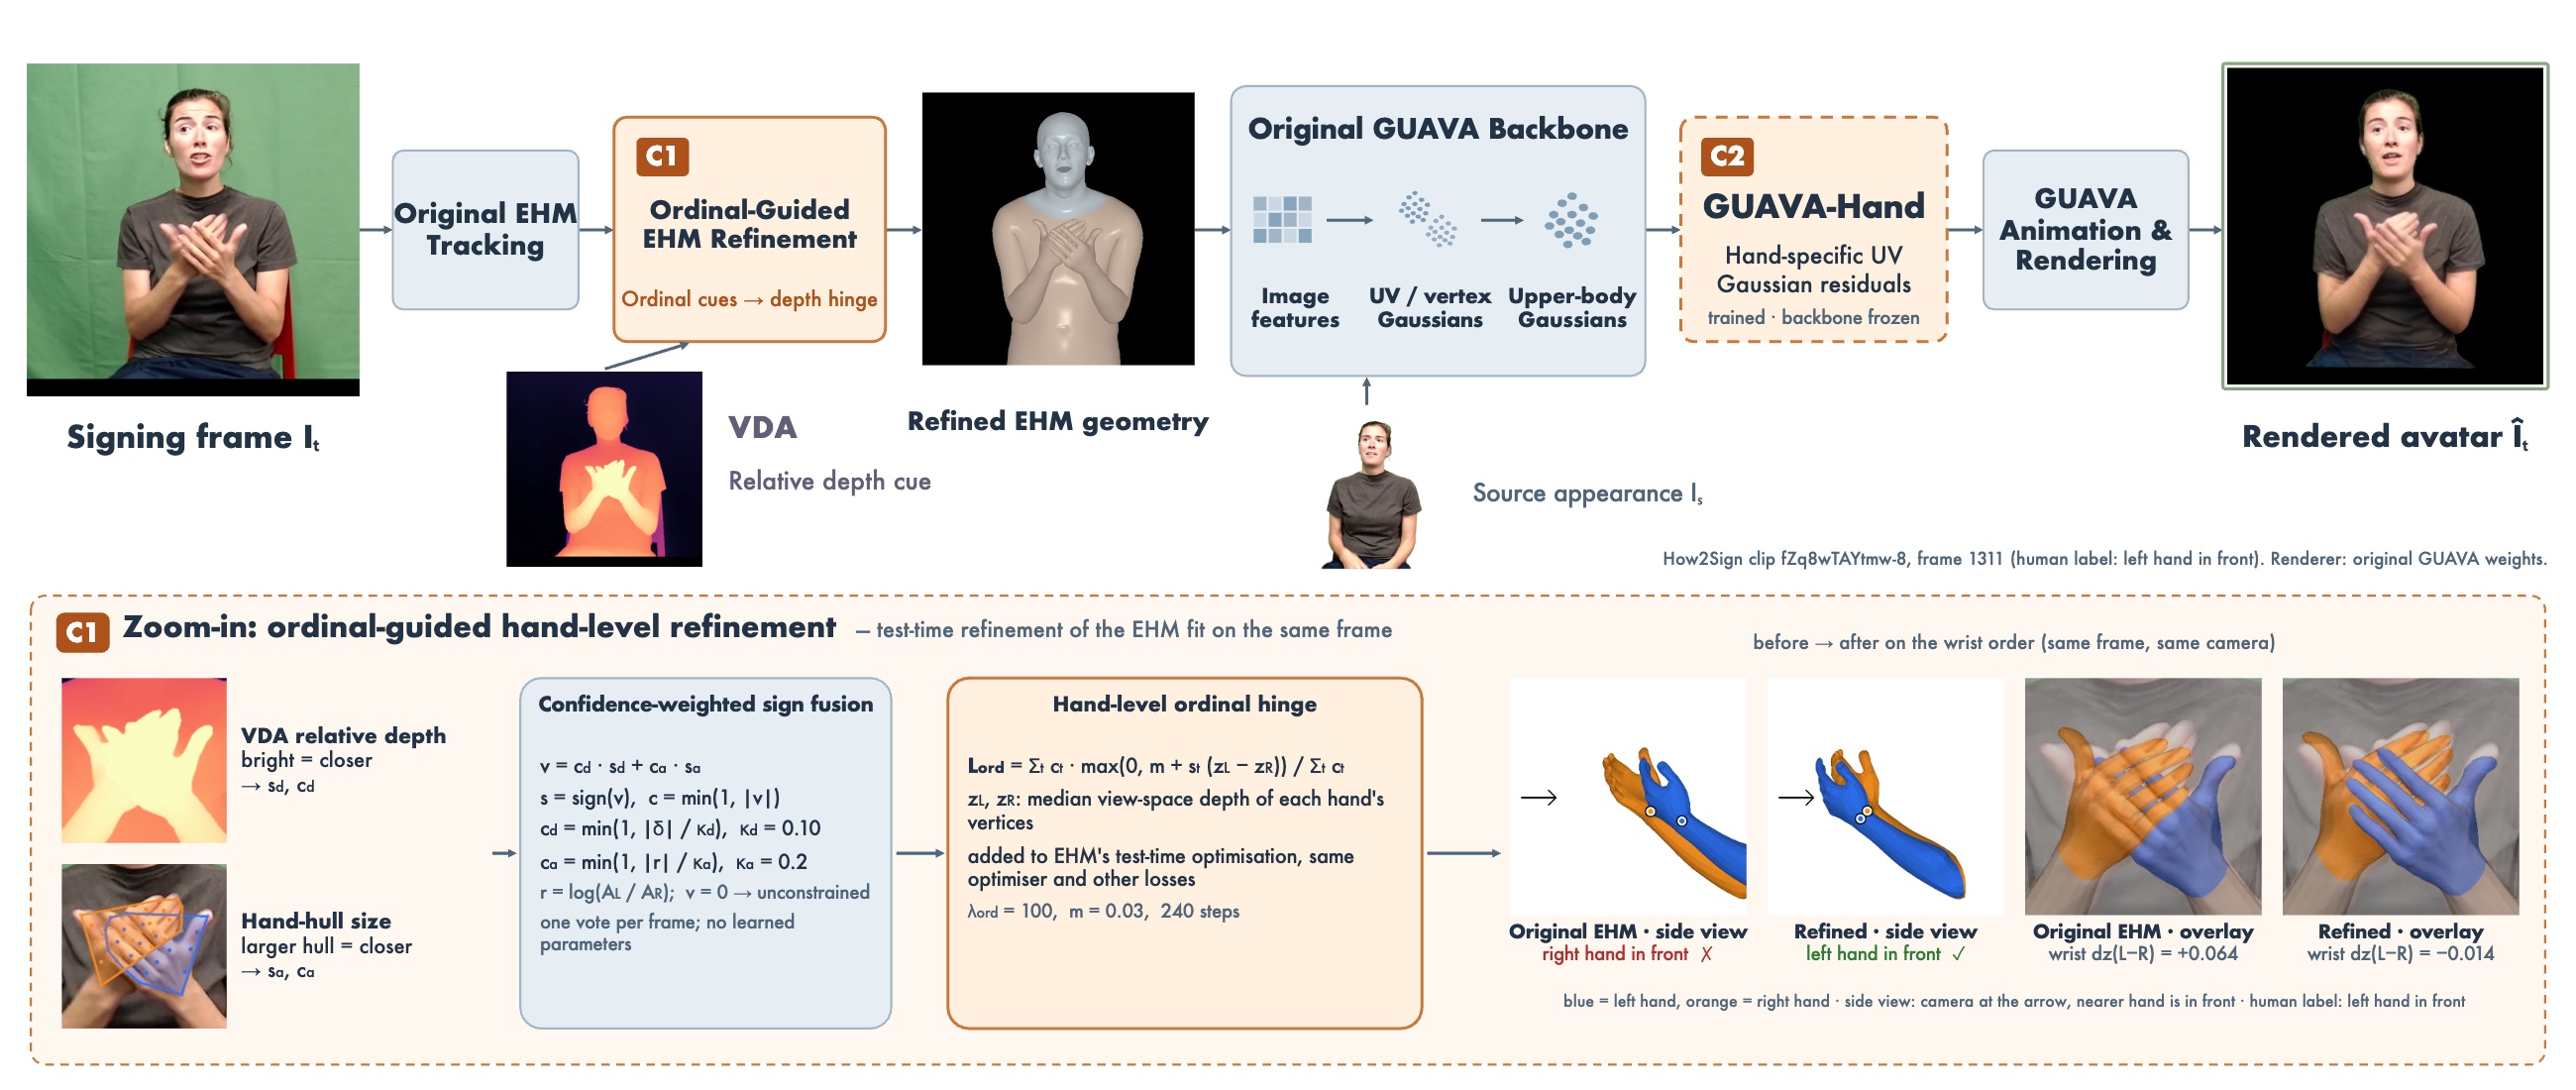 Signing frame Iₜ
Original EHM
Tracking
C1
Ordinal-Guided
EHM Refinement
Ordinal cues → depth hinge
VDA
Relative depth cue
Refined EHM geometry
Original GUAVA Backbone
Image
features
UV / vertex
Gaussians
Upper-body
Gaussians
Source appearance Iₛ
C2
GUAVA-Hand
Hand-specific UV
Gaussian residuals
trained · backbone frozen
GUAVA
Animation &
Rendering
Rendered avatar Îₜ
How2Sign clip fZq8wTAYtmw-8, frame 1311 (human label: left hand in front). Renderer: original GUAVA weights.
C1 Zoom-in: ordinal-guided hand-level refinement — test-time refinement of the EHM fit on the same frame
VDA relative depth
bright = closer
→ sd, cd
Hand-hull size
larger hull = closer
→ sa, ca
Confidence-weighted sign fusion
v = cd · sd + ca · sa
s = sign(v), c = min(1, |v|)
cd = min(1, |δ| / κd), κd = 0.10
ca = min(1, |r| / κa), κa = 0.2
r = log(AL / AR); v = 0 → unconstrained
one vote per frame; no learned
parameters
Hand-level ordinal hinge
Lord = Σt ct · max(0, m + st (zL − zR)) / Σt ct
zL, zR: median view-space depth of each hand's
vertices
added to EHM's test-time optimisation, same
optimiser and other losses
λord = 100, m = 0.03, 240 steps
before → after on the wrist order (same frame, same camera)
Original EHM · side view
right hand in front ✗
Refined · side view
left hand in front ✓
Original EHM · overlay
wrist dz(L−R) = +0.064
Refined · overlay
wrist dz(L−R) = −0.014
blue = left hand, orange = right hand · side view: camera at the arrow, nearer hand is in front · human label: left hand in front